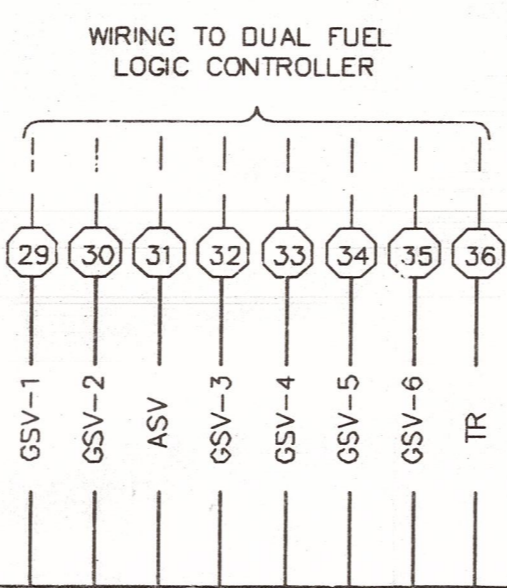 WIRING TO DUAL FUEL
LOGIC CONTROLLER
29 30 31 32 33 34 35 36
GSV-1 GSV-2 ASV GSV-3 GSV-4 GSV-5 GSV-6 TR